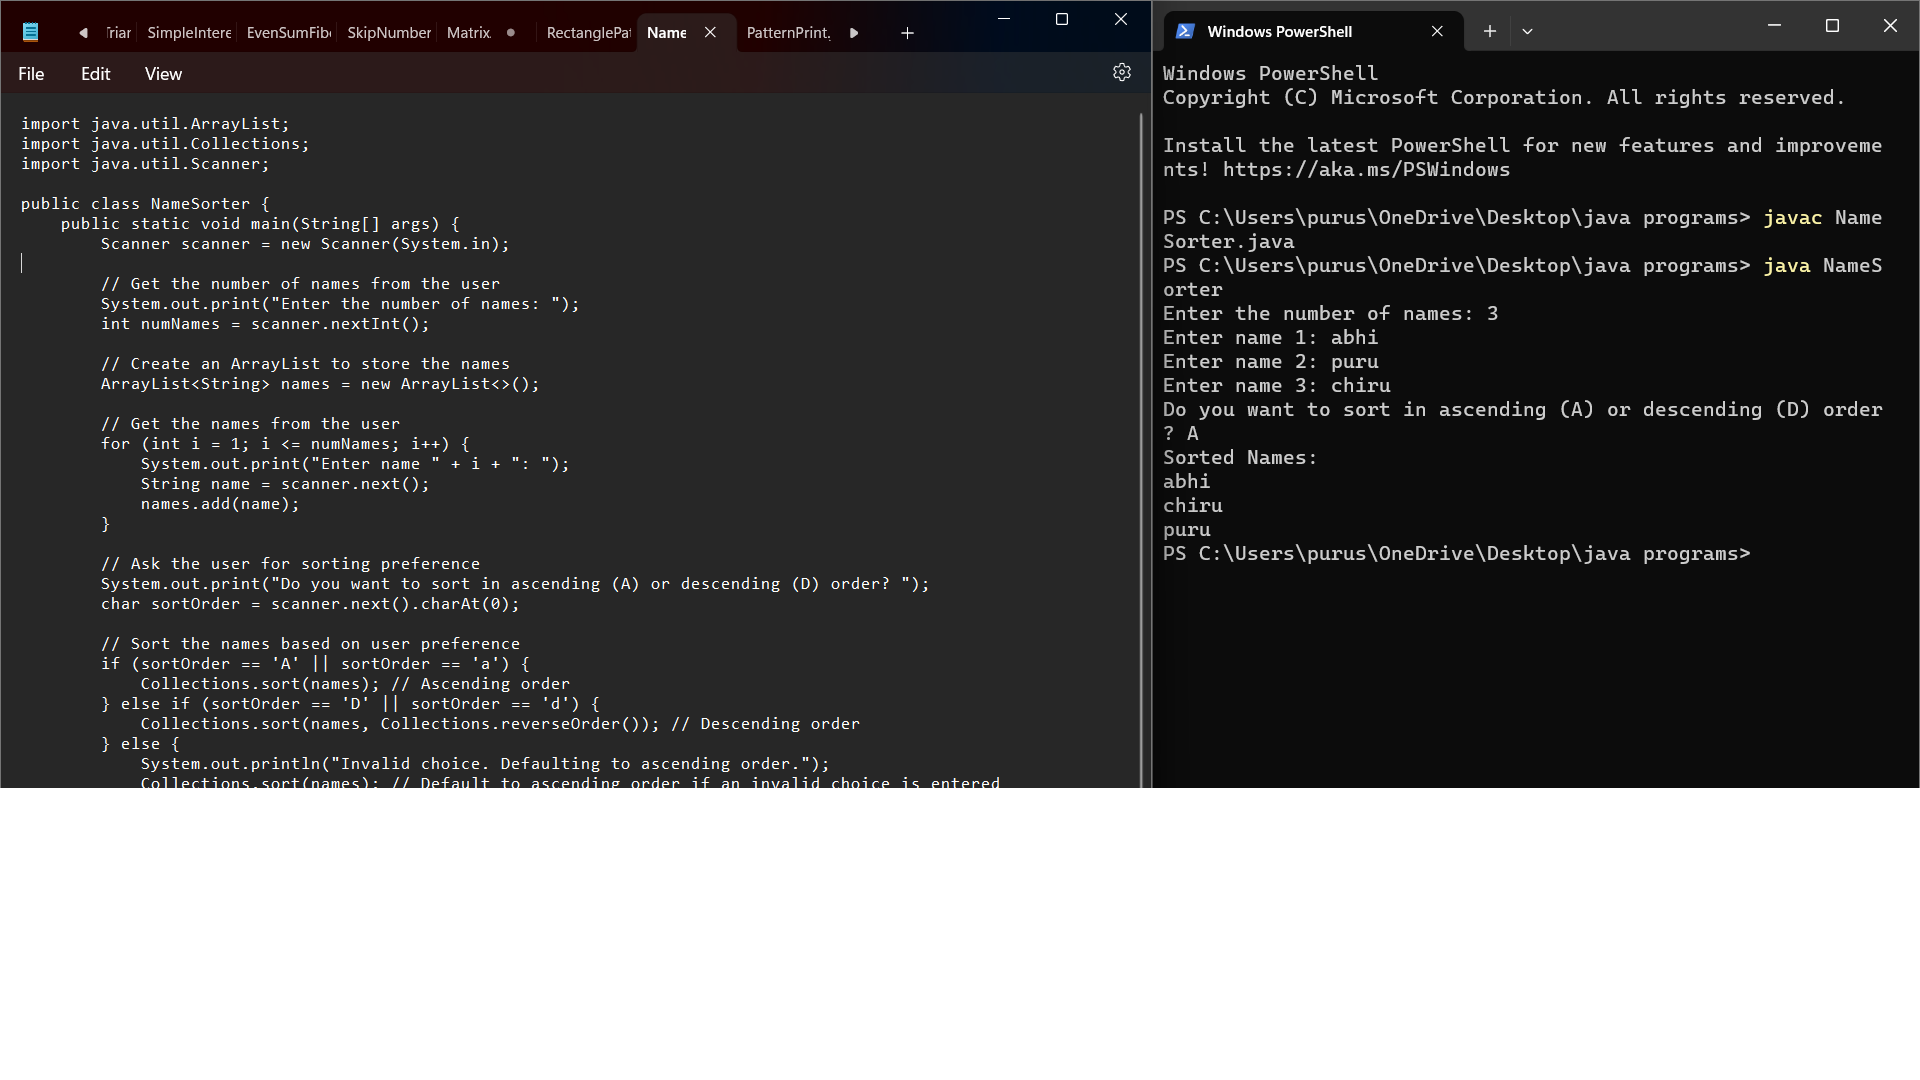 Triar SimpleIntere EvenSumFib SkipNumber Matrix. RectanglePat Name PatternPrint.
File Edit View
import java.util.ArrayList;
import java.util.Collections;
import java.util.Scanner;
public class NameSorter {
    public static void main(String[] args) {
        Scanner scanner = new Scanner(System.in);
        // Get the number of names from the user
        System.out.print("Enter the number of names: ");
        int numNames = scanner.nextInt();
        // Create an ArrayList to store the names
        ArrayList<String> names = new ArrayList<>();
        // Get the names from the user
        for (int i = 1; i <= numNames; i++) {
            System.out.print("Enter name " + i + ": ");
            String name = scanner.next();
            names.add(name);
        }
        // Ask the user for sorting preference
        System.out.print("Do you want to sort in ascending (A) or descending (D) order? ");
        char sortOrder = scanner.next().charAt(0);
        // Sort the names based on user preference
        if (sortOrder == 'A' || sortOrder == 'a') {
            Collections.sort(names); // Ascending order
        } else if (sortOrder == 'D' || sortOrder == 'd') {
            Collections.sort(names, Collections.reverseOrder()); // Descending order
        } else {
            System.out.println("Invalid choice. Defaulting to ascending order.");
            Collections.sort(names); // Default to ascending order if an invalid choice is entered
Windows PowerShell
Windows PowerShell
Copyright (C) Microsoft Corporation. All rights reserved.
Install the latest PowerShell for new features and improveme
nts! https://aka.ms/PSWindows
PS C:\Users\purus\OneDrive\Desktop\java programs> javac Name
Sorter.java
PS C:\Users\purus\OneDrive\Desktop\java programs> java NameS
orter
Enter the number of names: 3
Enter name 1: abhi
Enter name 2: puru
Enter name 3: chiru
Do you want to sort in ascending (A) or descending (D) order
? A
Sorted Names:
abhi
chiru
puru
PS C:\Users\purus\OneDrive\Desktop\java programs>